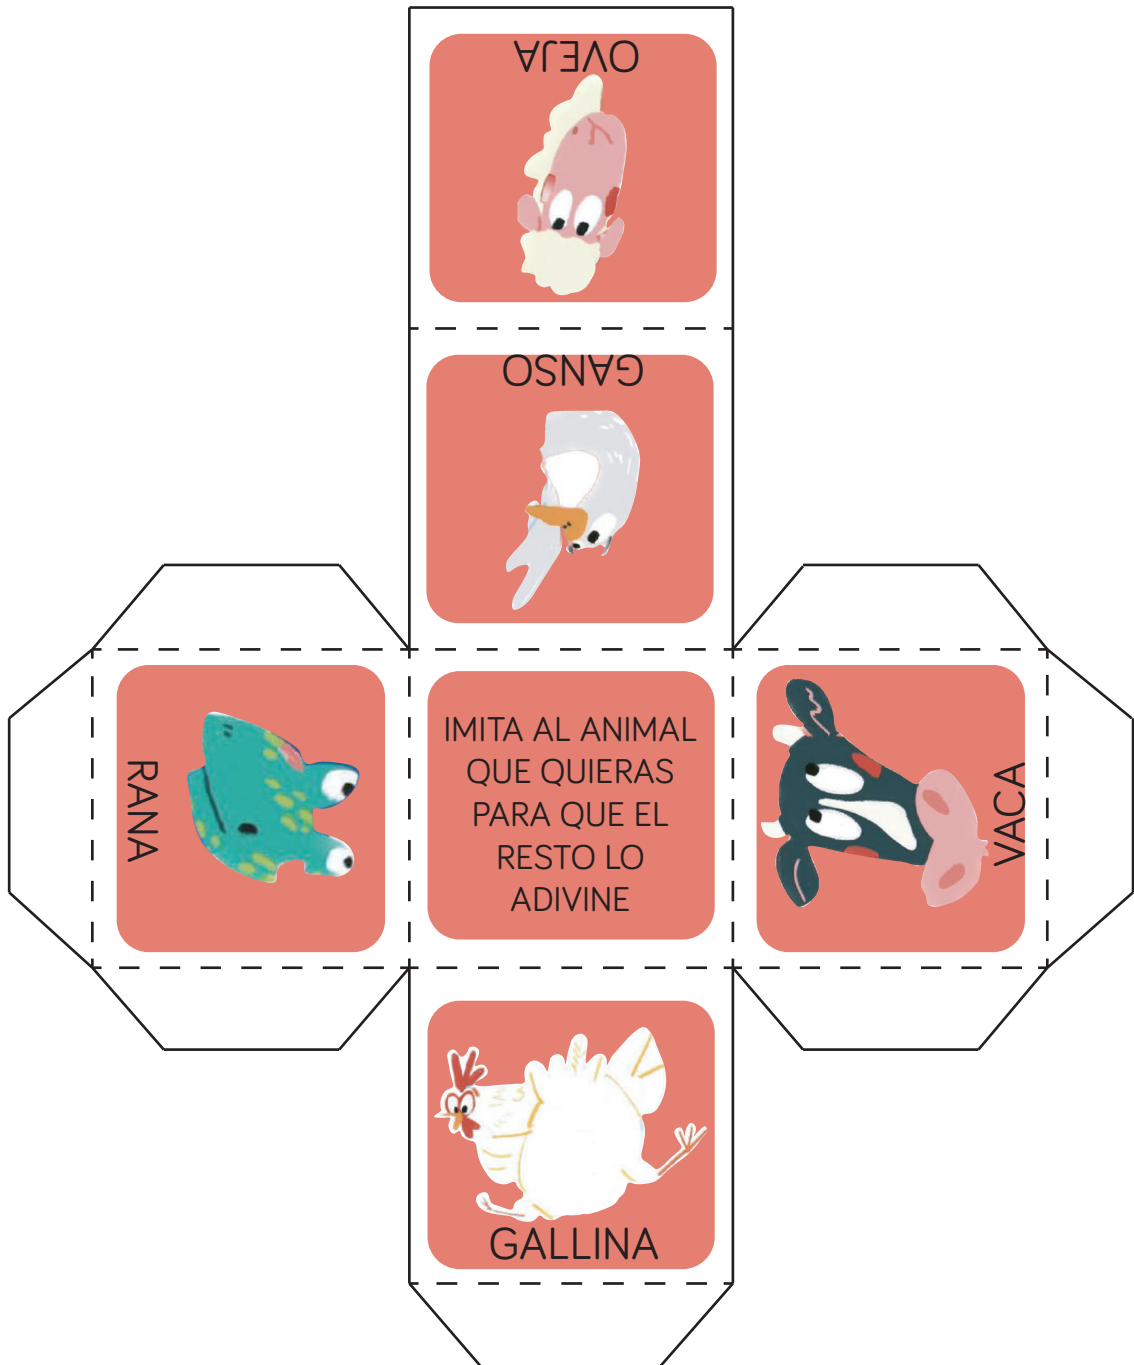 OVEJA
GANSO
RANA
IMITA AL ANIMAL
QUE QUIERAS
PARA QUE EL
RESTO LO
ADIVINE
VACA
GALLINA